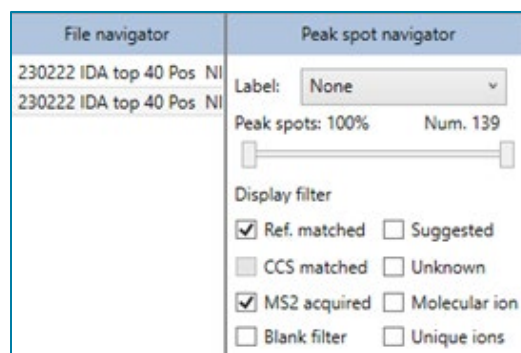 File navigator
230222 IDA top 40 Pos NI
230222 IDA top 40 Pos NI
Peak spot navigator
Label: None
Peak spots: 100% Num. 139
Display filter
Ref. matched Suggested
CCS matched Unknown
MS2 acquired Molecular ion
Blank filter Unique ions